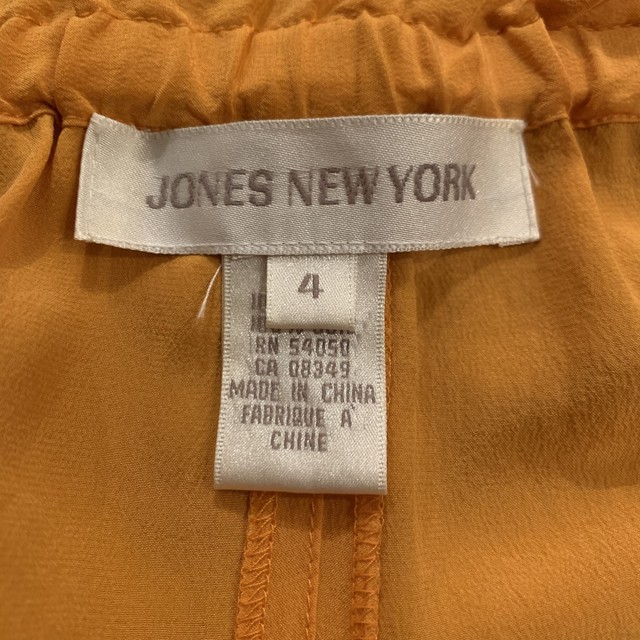 JONES NEW YORK
4
RN 54050
CA 08349
MADE IN CHINA
FABRIQUE A
CHINE